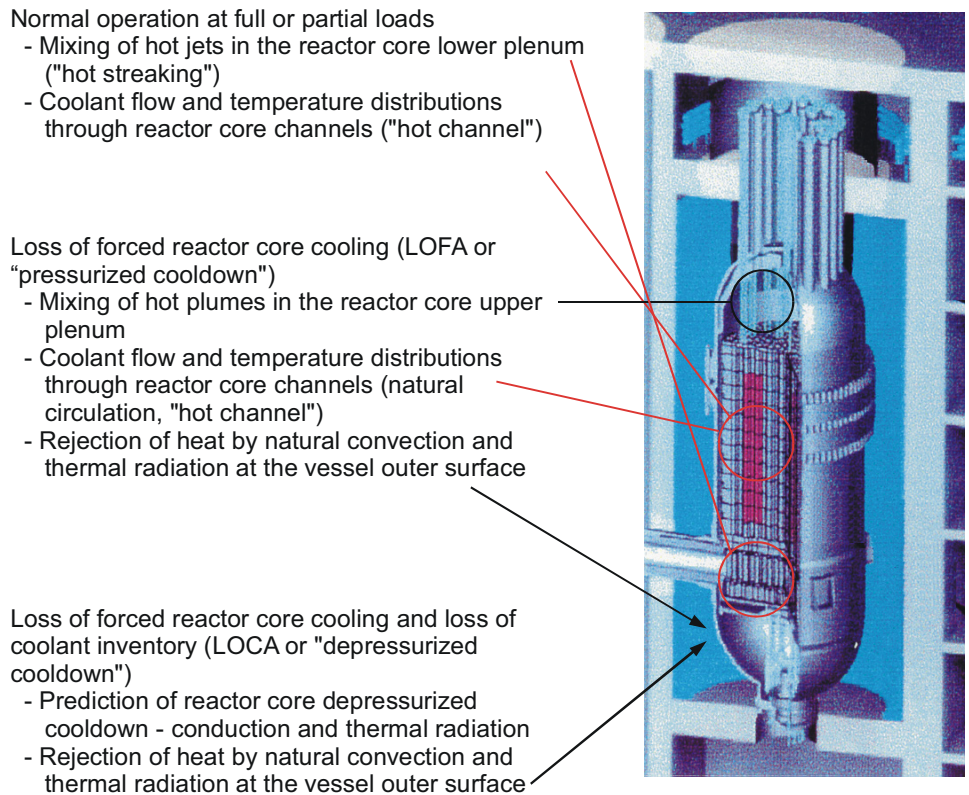 Normal operation at full or partial loads
- Mixing of hot jets in the reactor core lower plenum
("hot streaking")
- Coolant flow and temperature distributions
through reactor core channels ("hot channel")
Loss of forced reactor core cooling (LOFA or
“pressurized cooldown")
- Mixing of hot plumes in the reactor core upper
plenum
- Coolant flow and temperature distributions
through reactor core channels (natural
circulation, "hot channel")
- Rejection of heat by natural convection and
thermal radiation at the vessel outer surface
Loss of forced reactor core cooling and loss of
coolant inventory (LOCA or "depressurized
cooldown")
- Prediction of reactor core depressurized
cooldown - conduction and thermal radiation
- Rejection of heat by natural convection and
thermal radiation at the vessel outer surface